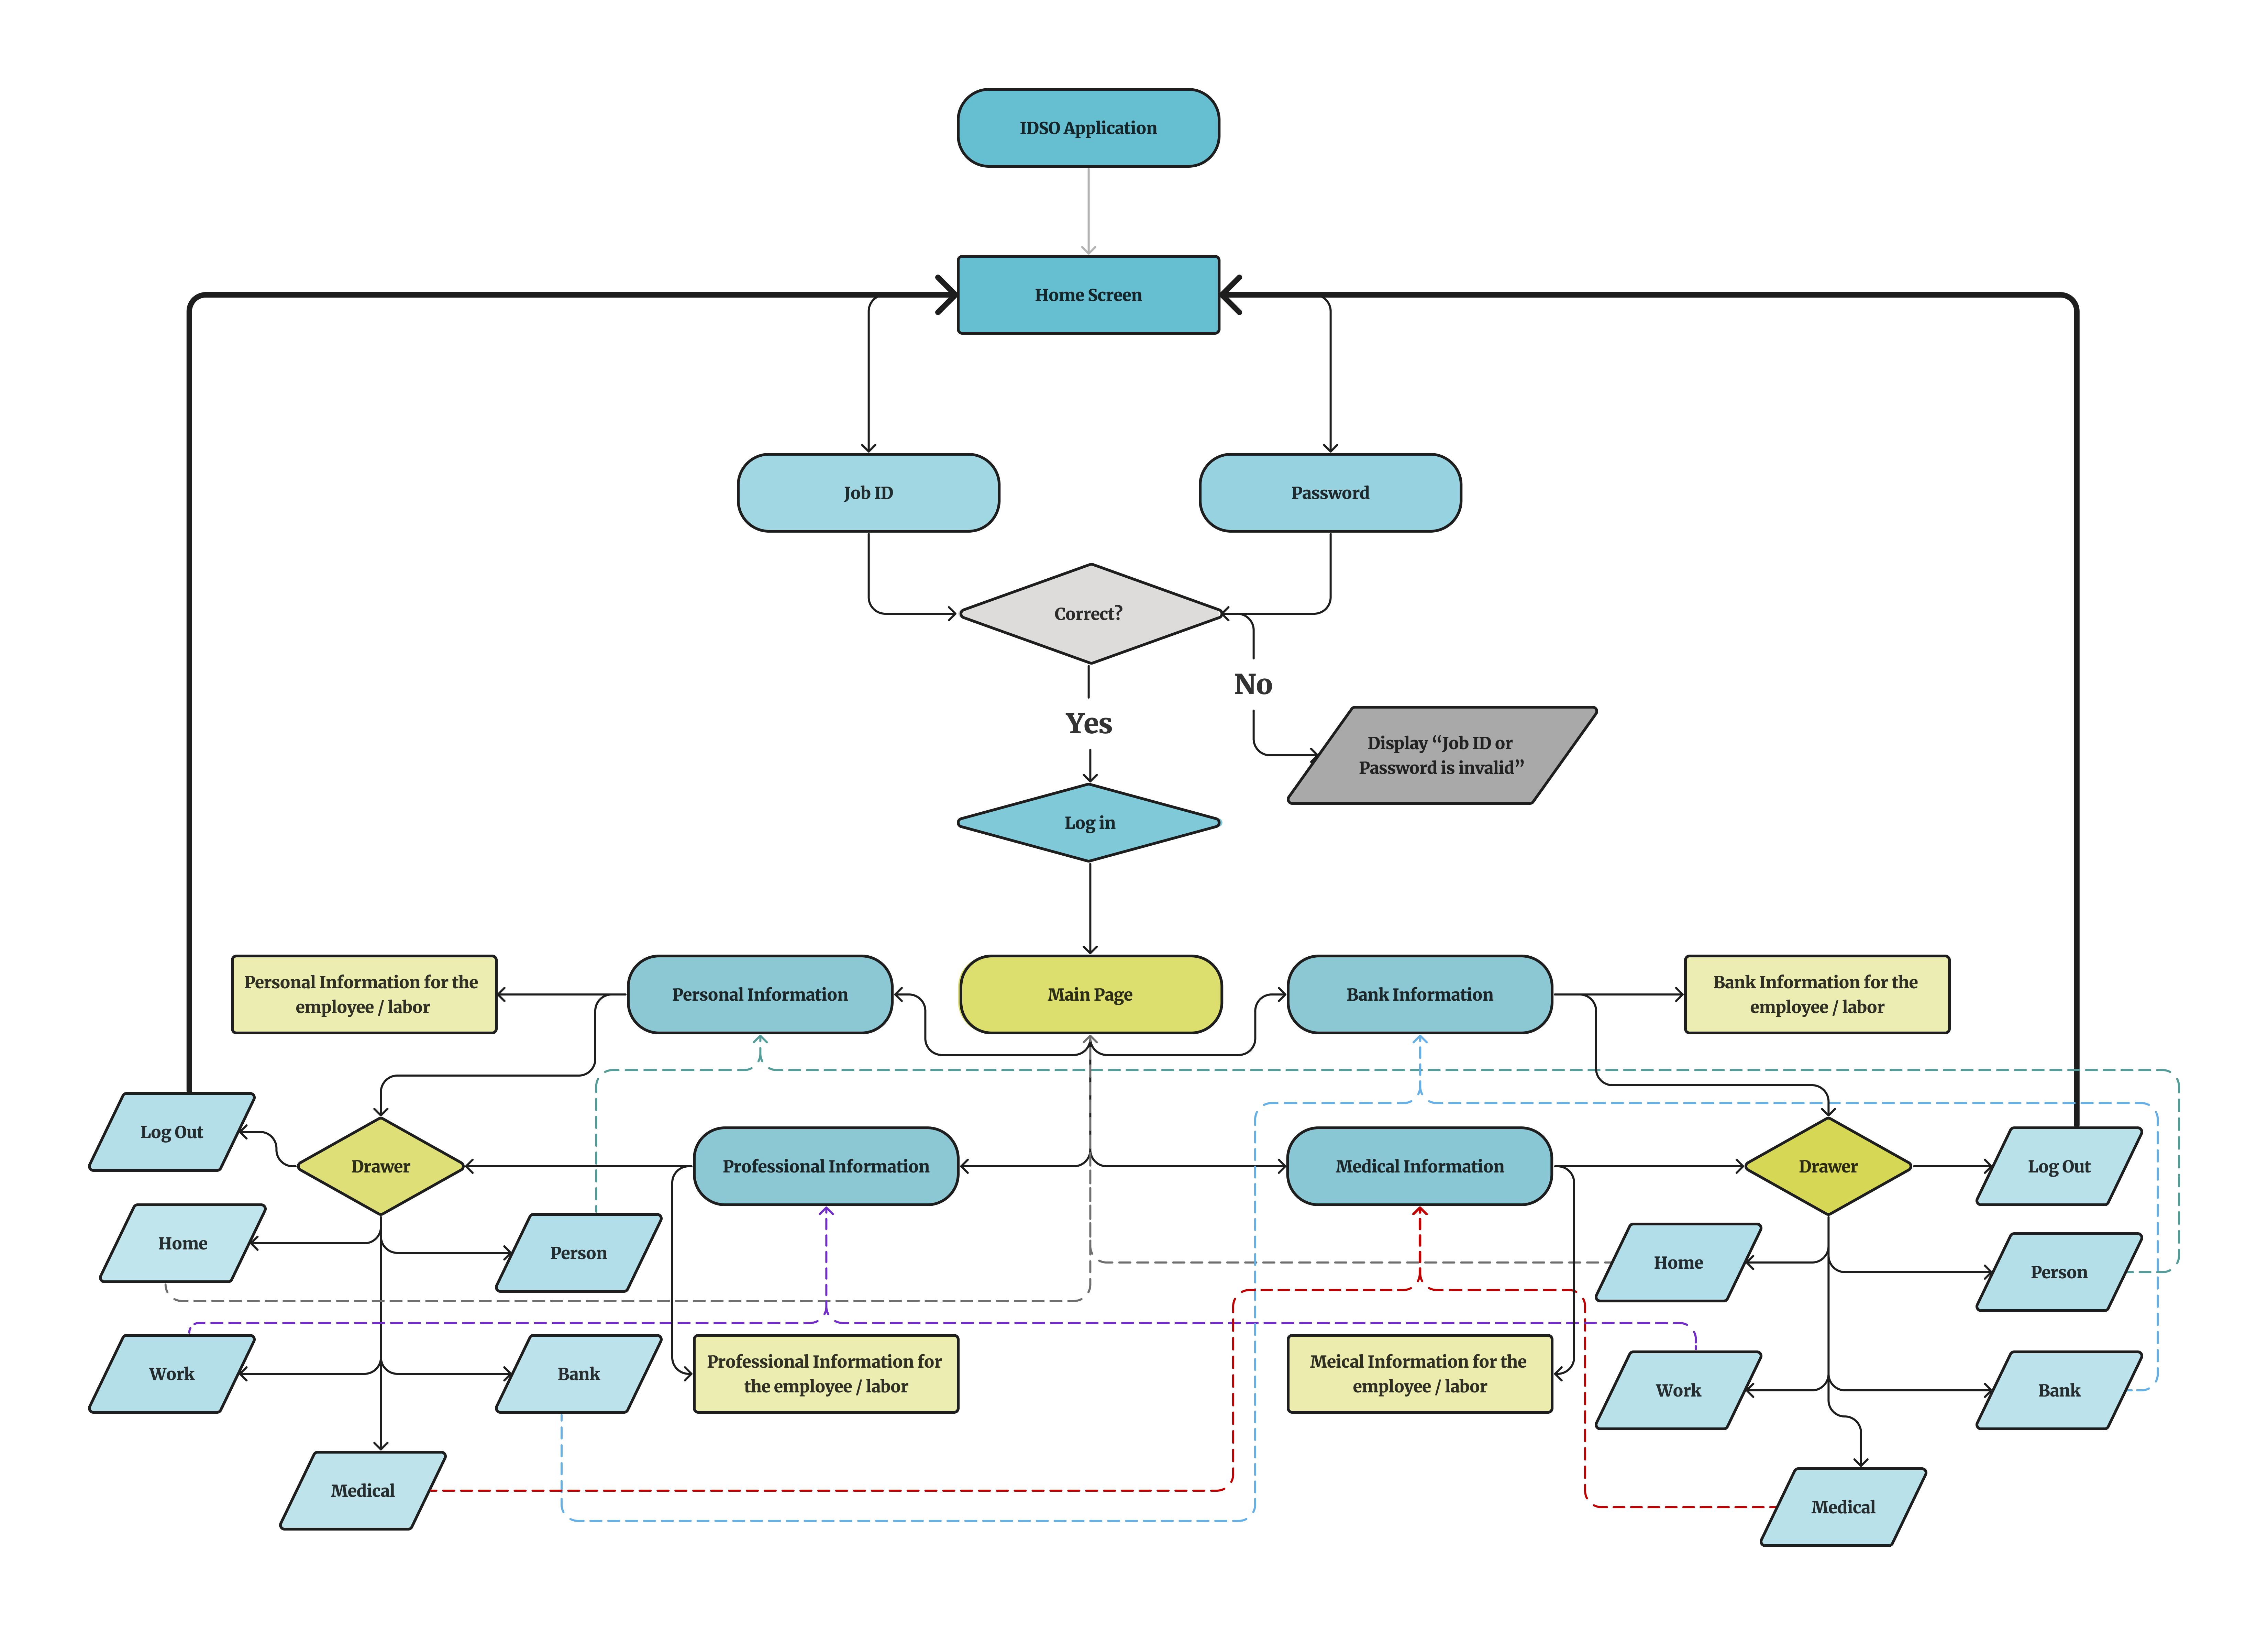 IDSO Application
Home Screen
Job ID
Password
Correct?
No
Yes
Display “Job ID or
Password is invalid”
Log in
Personal Information for the
employee / labor
Personal Information
Main Page
Bank Information
Bank Information for the
employee / labor
Log Out
Drawer
Professional Information
Medical Information
Drawer
Log Out
Home
Person
Home
Person
Work
Bank
Professional Information for
the employee / labor
Meical Information for the
employee / labor
Work
Bank
Medical
Medical